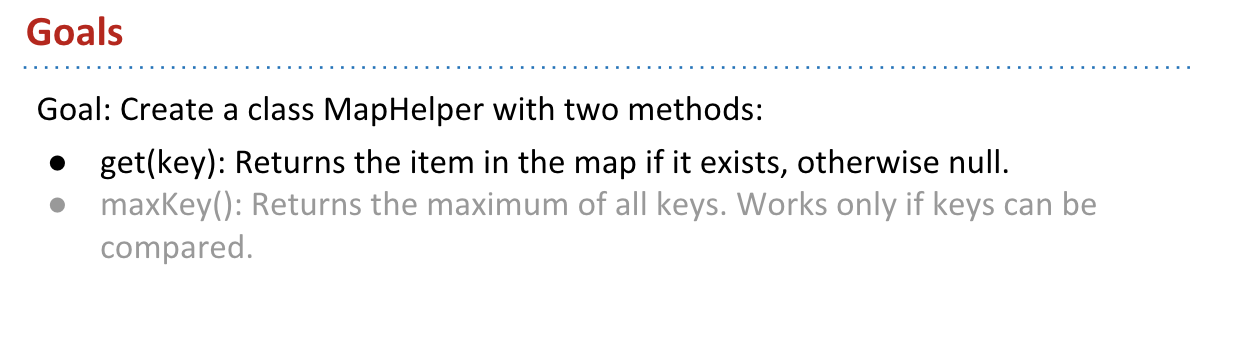 Goals
Goal: Create a class MapHelper with two methods:
● get(key): Returns the item in the map if it exists, otherwise null.
● maxKey(): Returns the maximum of all keys. Works only if keys can be
compared.